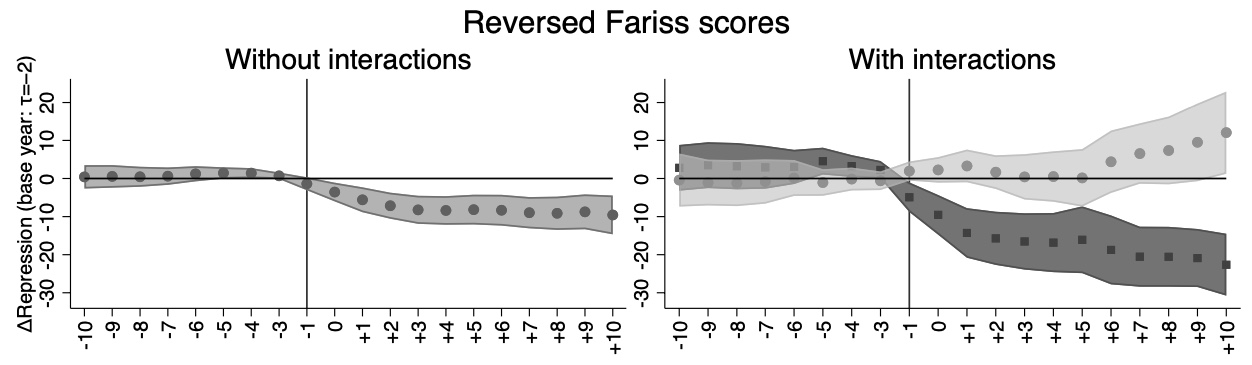 Reversed Fariss scores
Without interactions
With interactions
ΔRepression (base year: τ=−2)
20
10
0
-10
-20
-30
-10 -9 -8 -7 -6 -5 -4 -3 -1 0 +1 +2 +3 +4 +5 +6 +7 +8 +9 +10
20
10
0
-10
-20
-30
-10 -9 -8 -7 -6 -5 -4 -3 -1 0 +1 +2 +3 +4 +5 +6 +7 +8 +9 +10